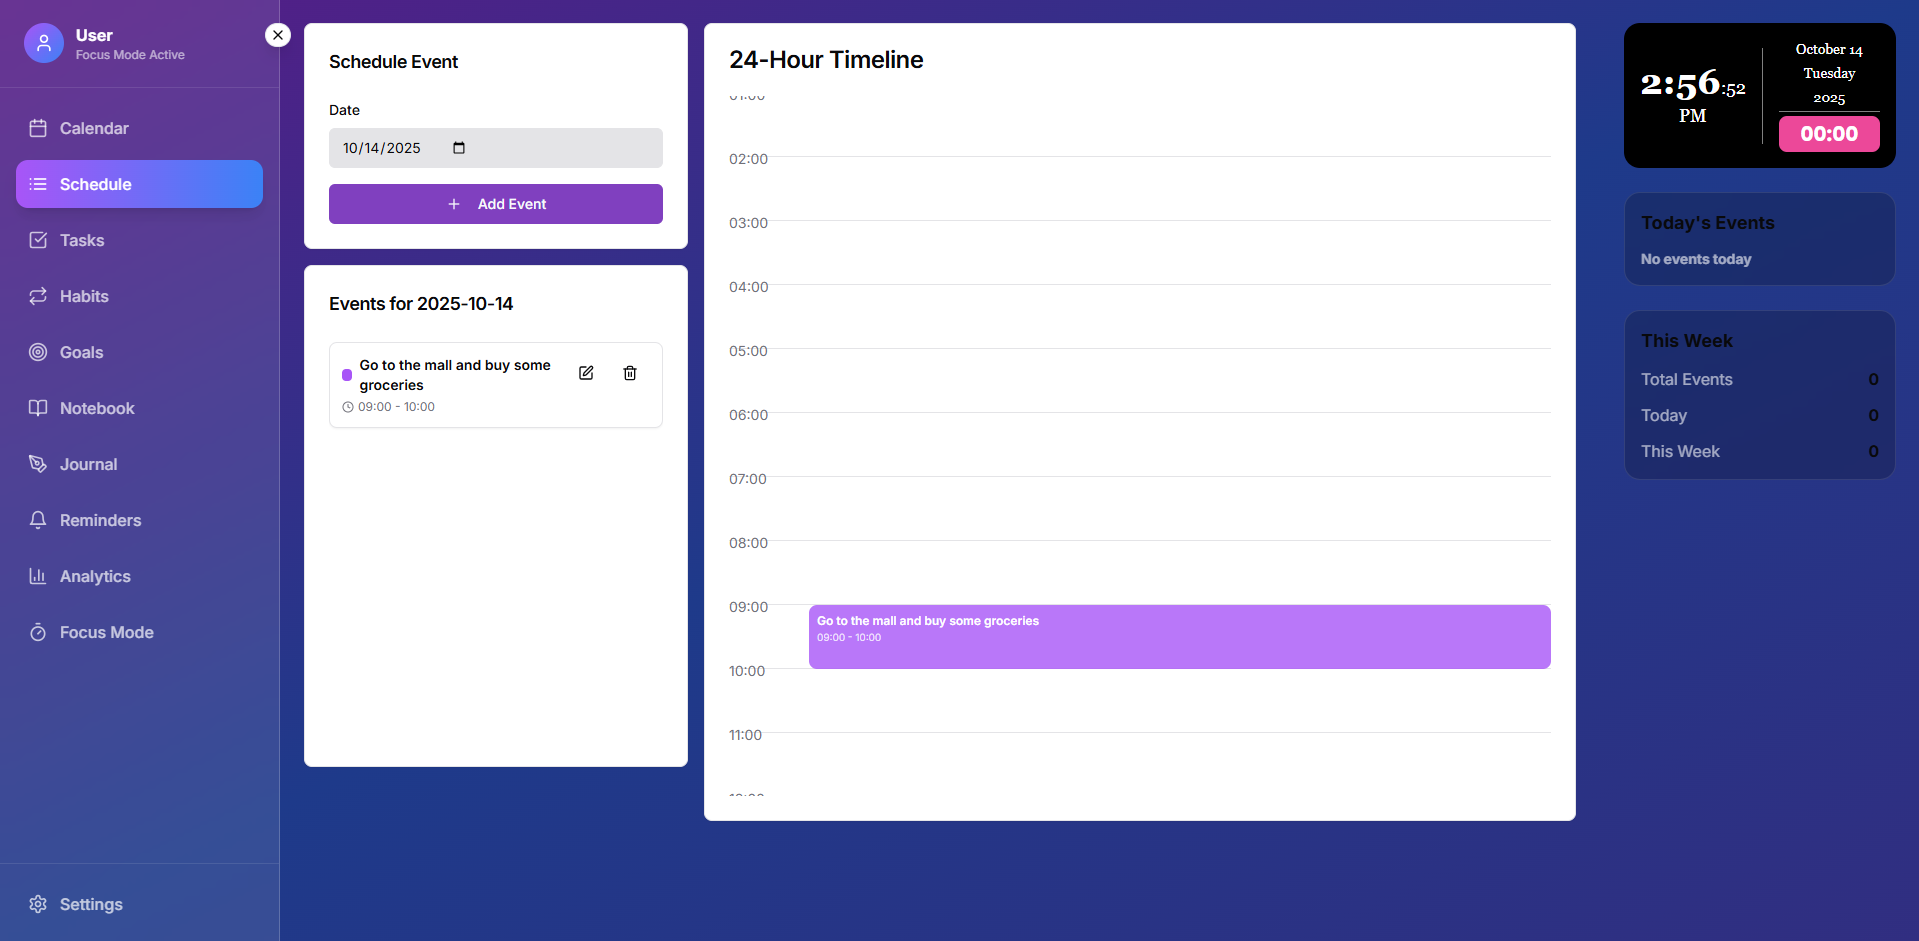 User
Focus Mode Active
Calendar
Schedule
Tasks
Habits
Goals
Notebook
Journal
Reminders
Analytics
Focus Mode
Settings
Schedule Event
Date
10/14/2025
Add Event
Events for 2025-10-14
Go to the mall and buy some
groceries
09:00 - 10:00
24-Hour Timeline
01:00
02:00
03:00
04:00
05:00
06:00
07:00
08:00
09:00
Go to the mall and buy some groceries
09:00 - 10:00
10:00
11:00
2:56:52
PM
October 14
Tuesday
2025
00:00
Today's Events
No events today
This Week
Total Events 0
Today 0
This Week 0